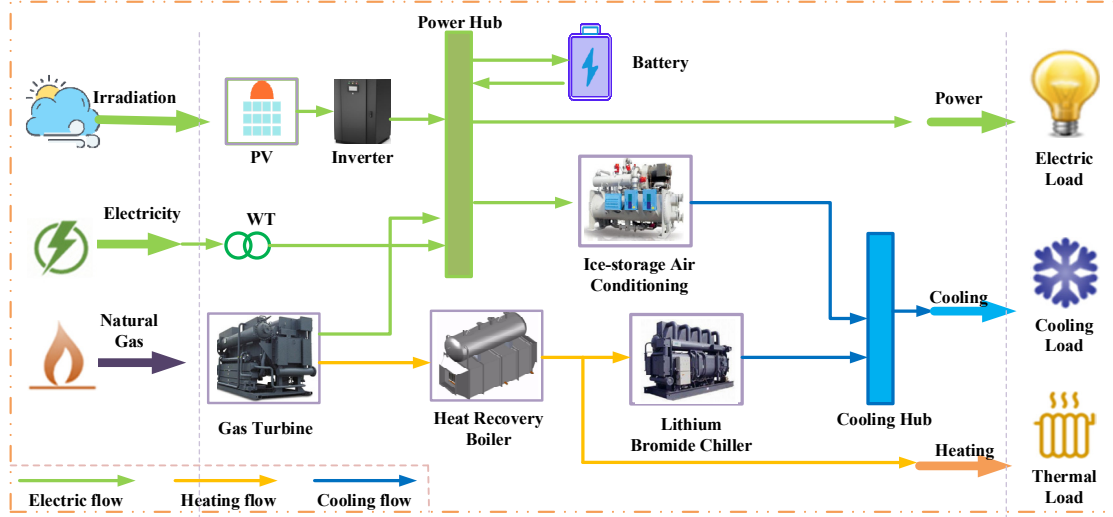 Power Hub
Battery
Irradiation
PV
Inverter
Power
Electric
Load
Electricity
WT
Ice-storage Air
Conditioning
Cooling
Cooling
Load
Natural
Gas
Gas Turbine
Heat Recovery
Boiler
Lithium
Bromide Chiller
Cooling Hub
Heating
Thermal
Load
Electric flow
Heating flow
Cooling flow